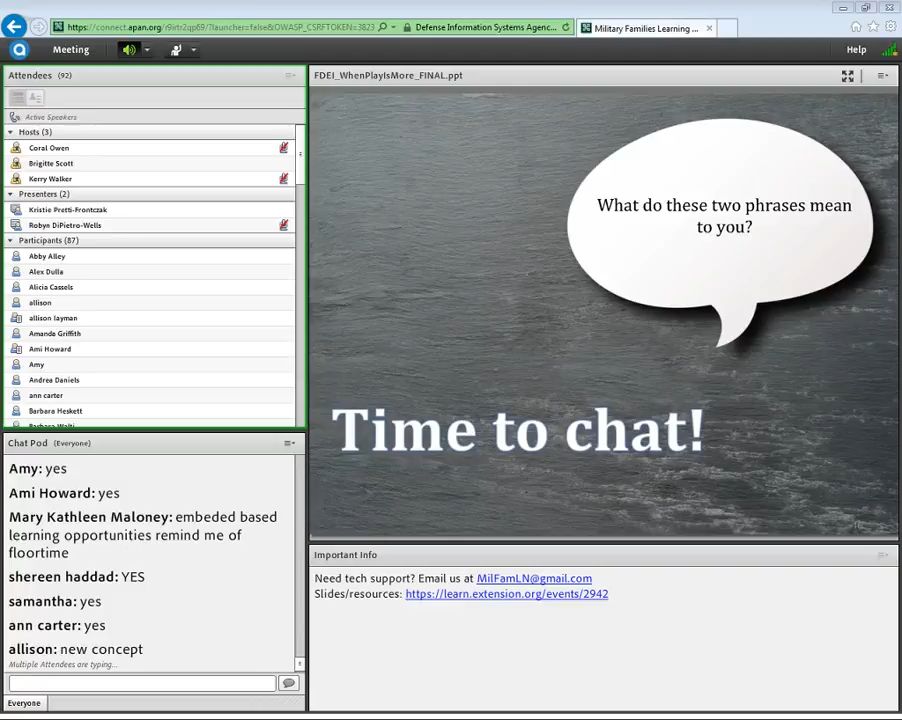 https://connect.apan.org/r9istr2qp69/?launcher=false&OWASP_CSRFTOKEN=3823
Defense Information Systems Agenc...
Military Families Learning ...
Meeting
Help
Attendees (92)
Active Speakers
Hosts (3)
Coral Owen
Brigitte Scott
Kerry Walker
Presenters (2)
Kristie Pretti-Frontczak
Robyn DiPietro-Wells
Participants (87)
Abby Alley
Alex Dulla
Alicia Cassels
allison
allison layman
Amanda Griffith
Ami Howard
Amy
Andrea Daniels
ann carter
Barbara Heskett
Chat Pod (Everyone)
Amy: yes
Ami Howard: yes
Mary Kathleen Maloney: embeded based
learning opportunities remind me of
floortime
shereen haddad: YES
samantha: yes
ann carter: yes
allison: new concept
Multiple Attendees are typing...
Everyone
FDEI_WhenPlayIsMore_FINAL.ppt
What do these two phrases mean
to you?
Time to chat!
Important Info
Need tech support? Email us at MilFamLN@gmail.com
Slides/resources: https://learn.extension.org/events/2942